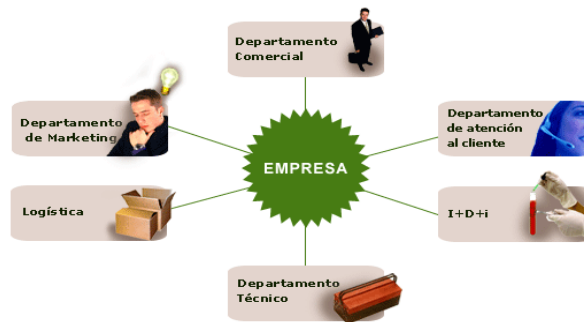 Departamento
Comercial
Departamento
de Marketing
Departamento
de atención
al cliente
EMPRESA
Logística
I+D+i
Departamento
Técnico